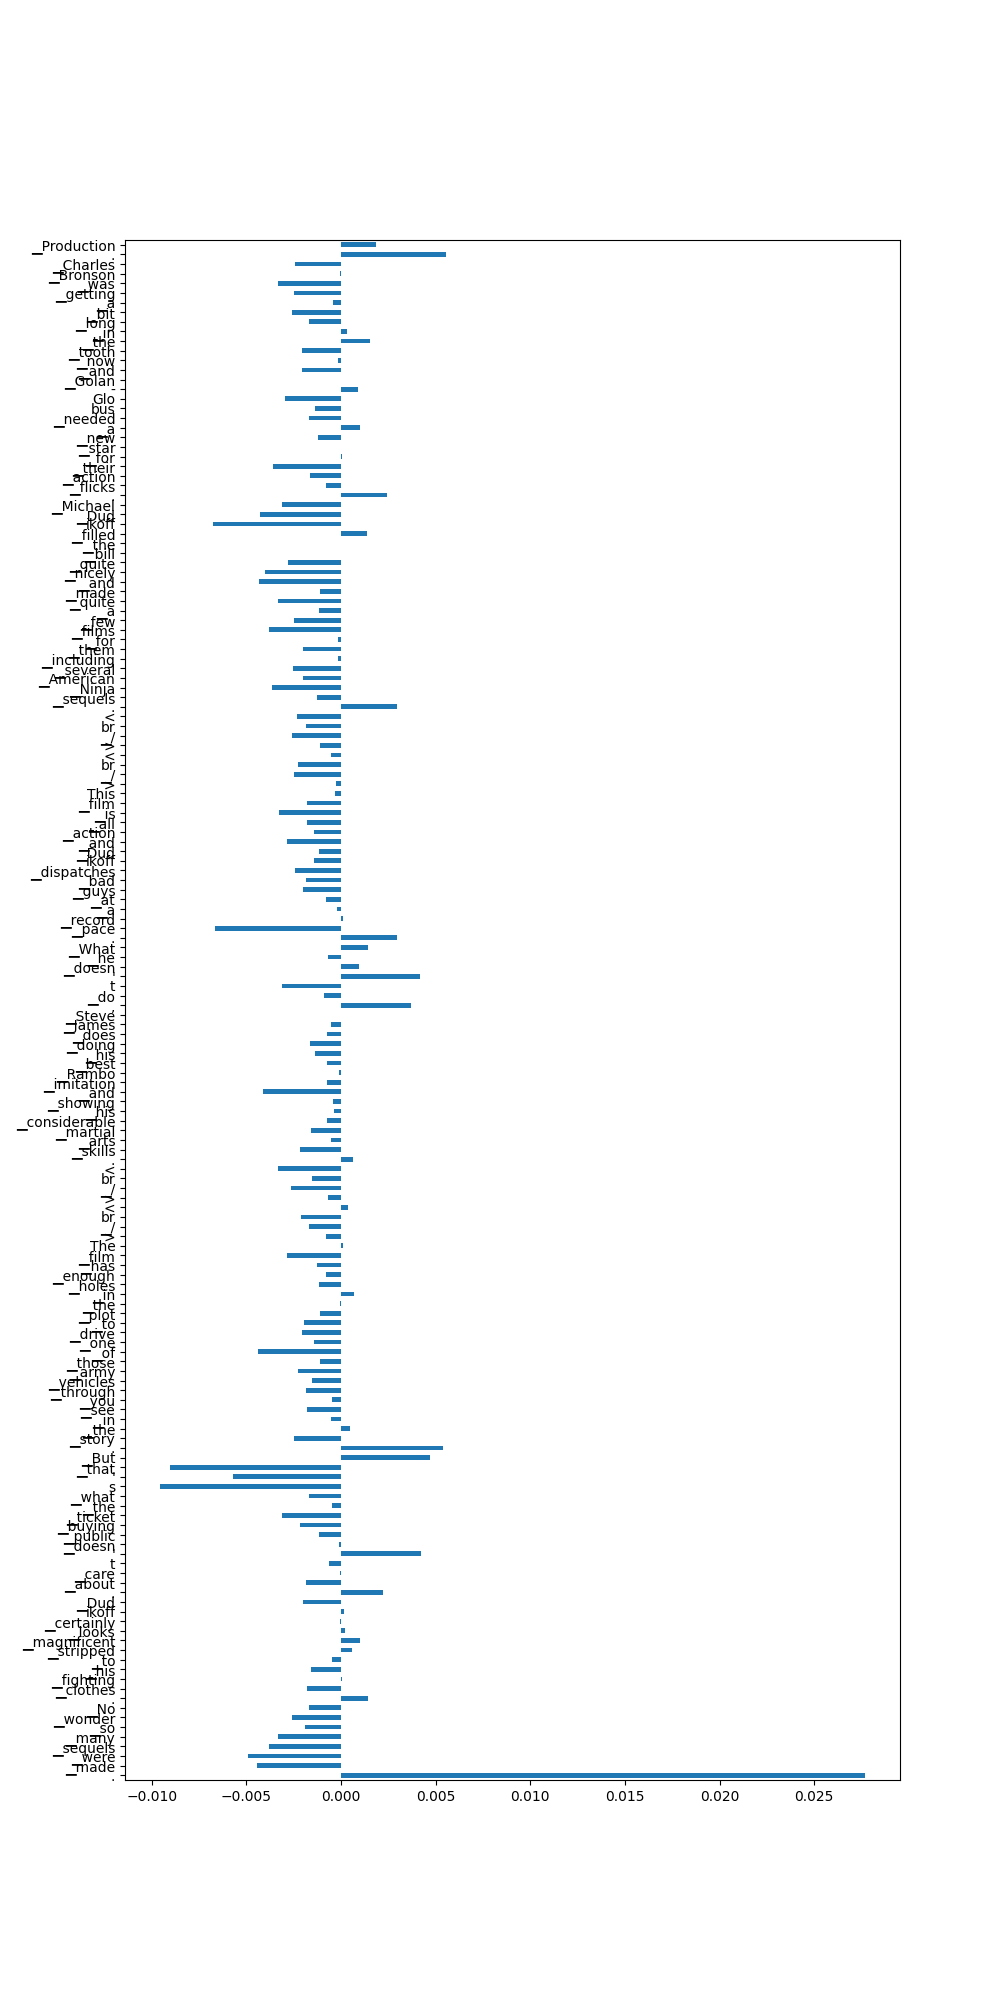 _Production
.
_Charles
_Bronson
_was
_getting
_a
_bit
_long
_in
_the
_tooth
_now
_and
_Golan
-
Glo
bus
_needed
_a
_new
_star
_for
_their
_action
_flicks
.
_Michael
_Dud
ikoff
_filled
_the
_bill
_quite
_nicely
_and
_made
_quite
_a
_few
_films
_for
_them
_including
_several
_American
_Ninja
_sequels
.
<
br
_/
>
<
br
_/
>
This
_film
_is
_all
_action
_and
_Dud
ikoff
_dispatches
_bad
_guys
_at
_a
_record
_pace
.
_What
_he
_doesn
'
t
_do
.
_Steve
_James
_does
_doing
_his
_best
_Rambo
_imitation
_and
_showing
_his
_considerable
_martial
_arts
_skills
.
<
br
_/
>
<
br
_/
>
The
_film
_has
_enough
_holes
_in
_the
_plot
_to
_drive
_one
_of
_those
_army
_vehicles
_through
_you
_see
_in
_the
_story
.
_But
_that
'
s
_what
_the
_ticket
_buying
_public
_doesn
'
t
_care
_about
.
_Dud
ikoff
_certainly
_looks
_magnificent
_stripped
_to
_his
_fighting
_clothes
.
_No
_wonder
_so
_many
_sequels
_were
_made
.
−0.010 −0.005 0.000 0.005 0.010 0.015 0.020 0.025